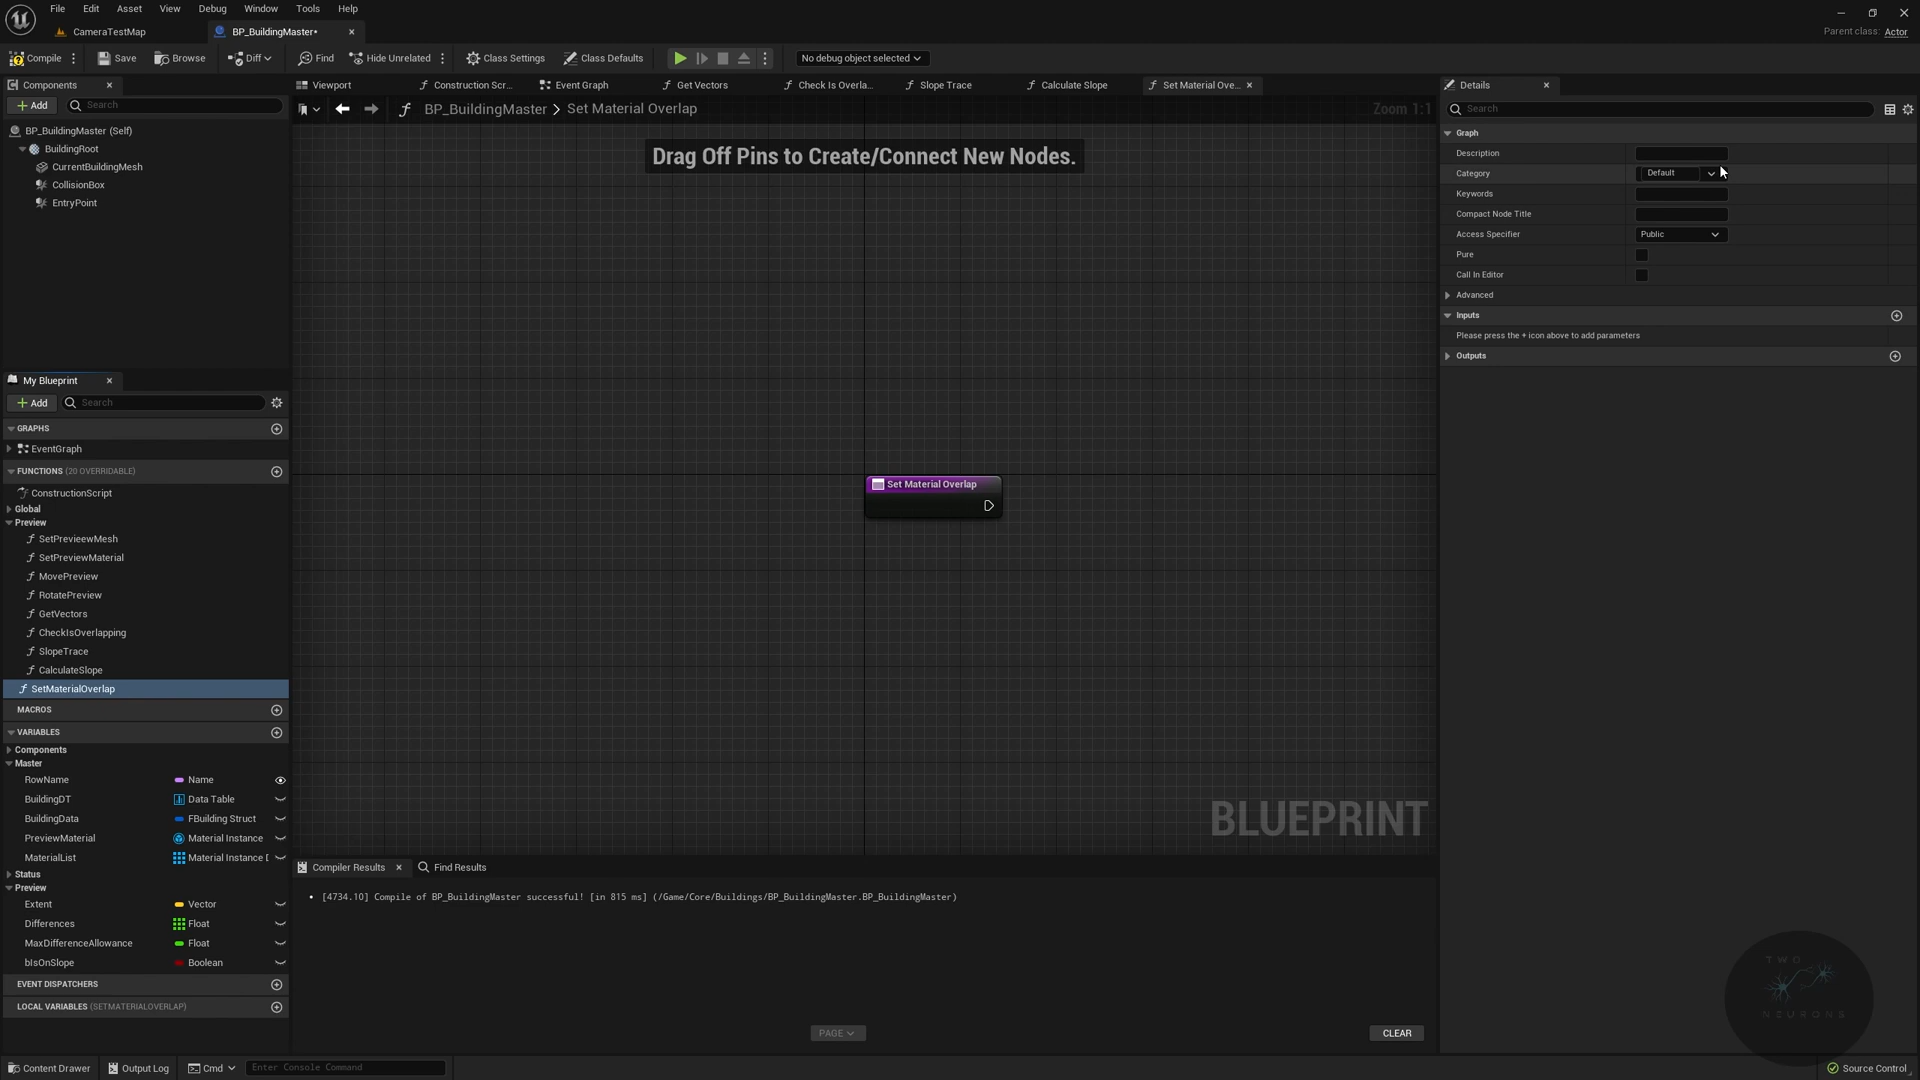 File Edit Asset View Debug Window Tools Help
CameraTestMap BP_BuildingMaster•
Parent class: Actor
Compile Save Browse Diff Find Hide Unrelated Class Settings Class Defaults No debug object selected
Components
Viewport Construction Scr... Event Graph Get Vectors Check Is Overla... Slope Trace Calculate Slope Set Material Ove...
Details
Add Search
BP_BuildingMaster > Set Material Overlap
Zoom 1:1
Search
BP_BuildingMaster (Self)
BuildingRoot
CurrentBuildingMesh
CollisionBox
EntryPoint
Drag Off Pins to Create/Connect New Nodes.
Graph
Description
Category Default
Keywords
Compact Node Title
Access Specifier Public
Pure
Call In Editor
Advanced
Inputs
Please press the + icon above to add parameters
Outputs
My Blueprint
Add Search
GRAPHS
EventGraph
FUNCTIONS (20 OVERRIDABLE)
ConstructionScript
Global
Preview
SetPrevieewMesh
SetPreviewMaterial
MovePreview
RotatePreview
GetVectors
CheckIsOverlapping
SlopeTrace
CalculateSlope
SetMaterialOverlap
MACROS
VARIABLES
Components
Master
RowName Name
BuildingDT Data Table
BuildingData FBuilding Struct
PreviewMaterial Material Instance
MaterialList Material Instance D
Status
Preview
Extent Vector
Differences Float
MaxDifferenceAllowance Float
bIsOnSlope Boolean
EVENT DISPATCHERS
LOCAL VARIABLES (SETMATERIALOVERLAP)
Set Material Overlap
BLUEPRINT
Compiler Results Find Results
[4734.10] Compile of BP_BuildingMaster successful! [in 815 ms] (/Game/Core/Buildings/BP_BuildingMaster.BP_BuildingMaster)
PAGE
CLEAR
TWO
NEURONS
Content Drawer Output Log Cmd Enter Console Command
Source Control